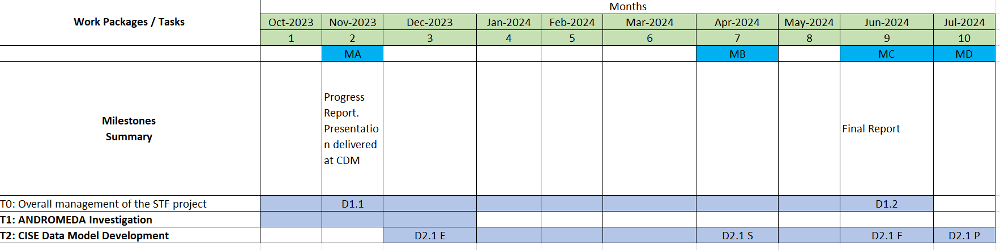 Months
Work Packages / Tasks
Oct-2023 Nov-2023 Dec-2023 Jan-2024 Feb-2024 Mar-2024 Apr-2024 May-2024 Jun-2024 Jul-2024
1 2 3 4 5 6 7 8 9 10
MA MB MC MD
Milestones
Summary
Progress
Report.
Presentatio
n delivered
at CDM
Final Report
T0: Overall management of the STF project D1.1 D1.2
T1: ANDROMEDA Investigation
T2: CISE Data Model Development D2.1 E D2.1 S D2.1 F D2.1 P